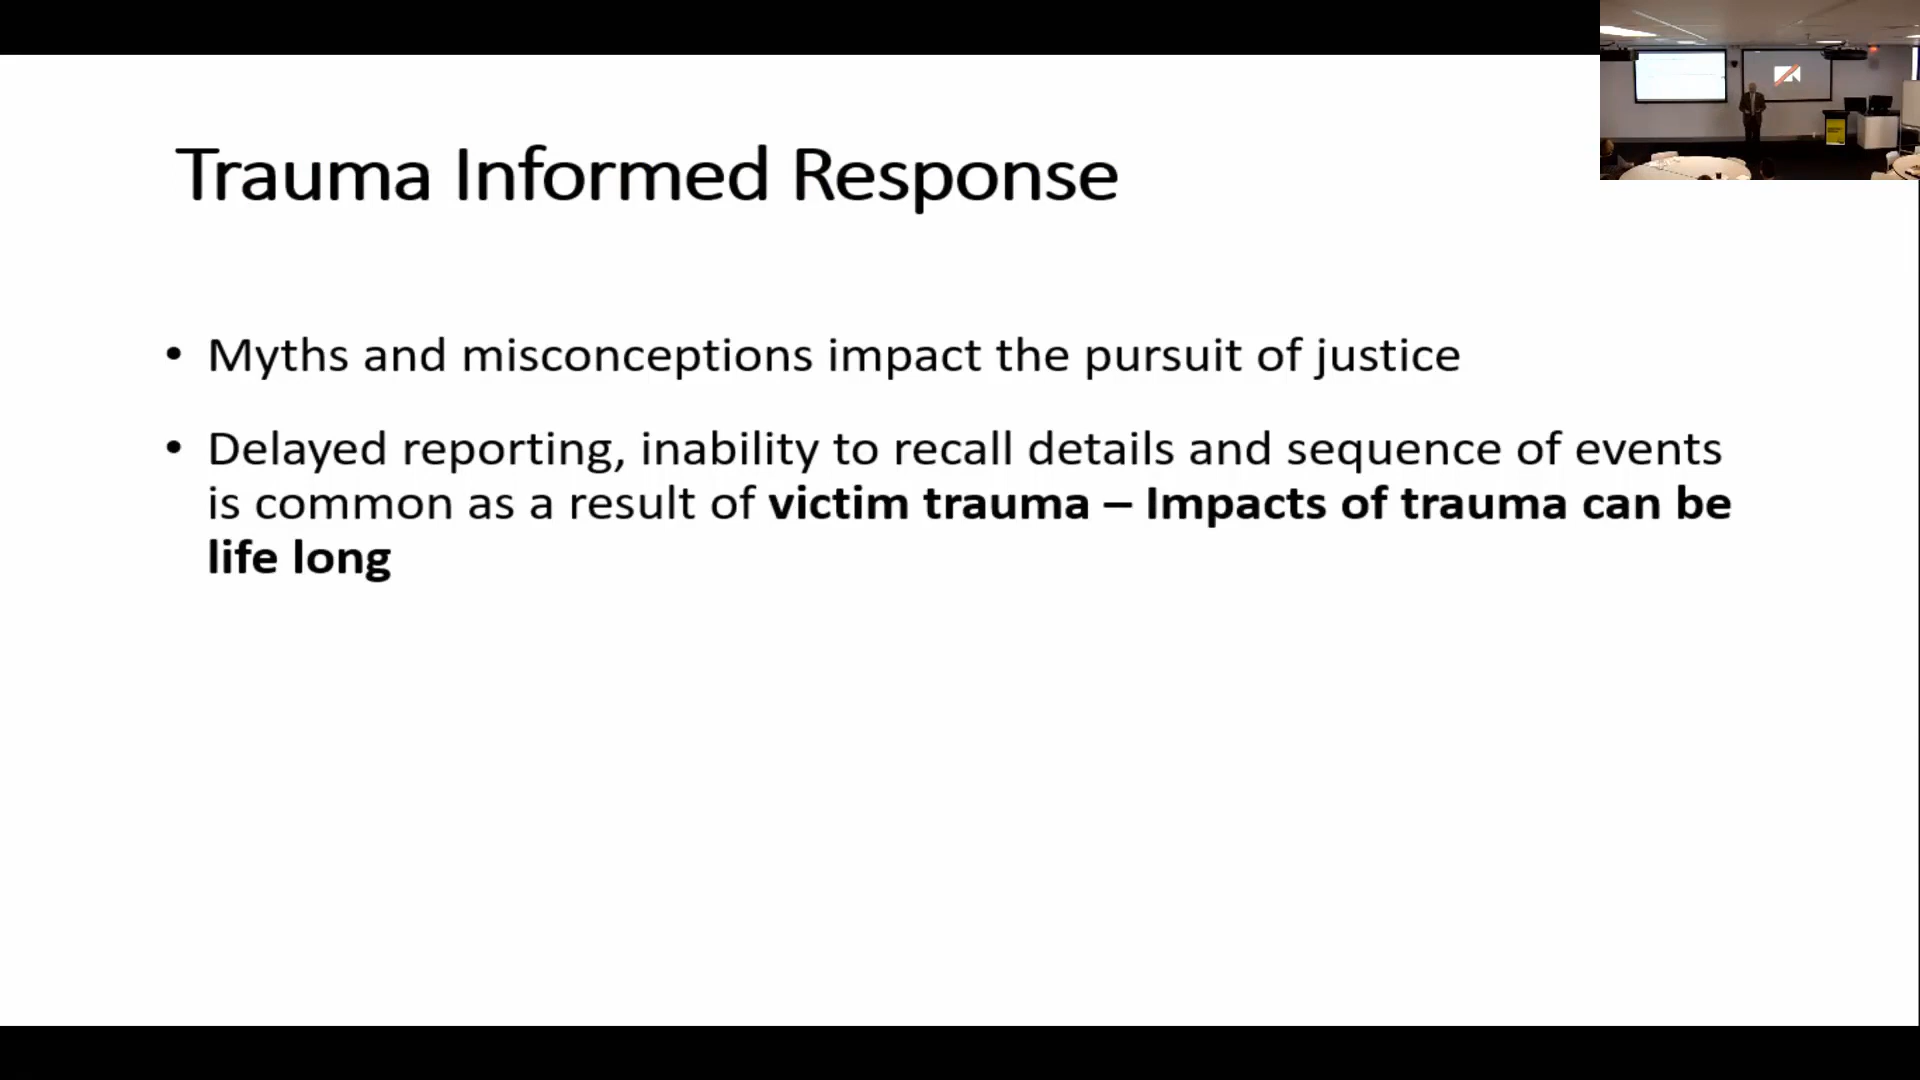 Trauma Informed Response
• Myths and misconceptions impact the pursuit of justice
• Delayed reporting, inability to recall details and sequence of events
is common as a result of victim trauma – Impacts of trauma can be
life long